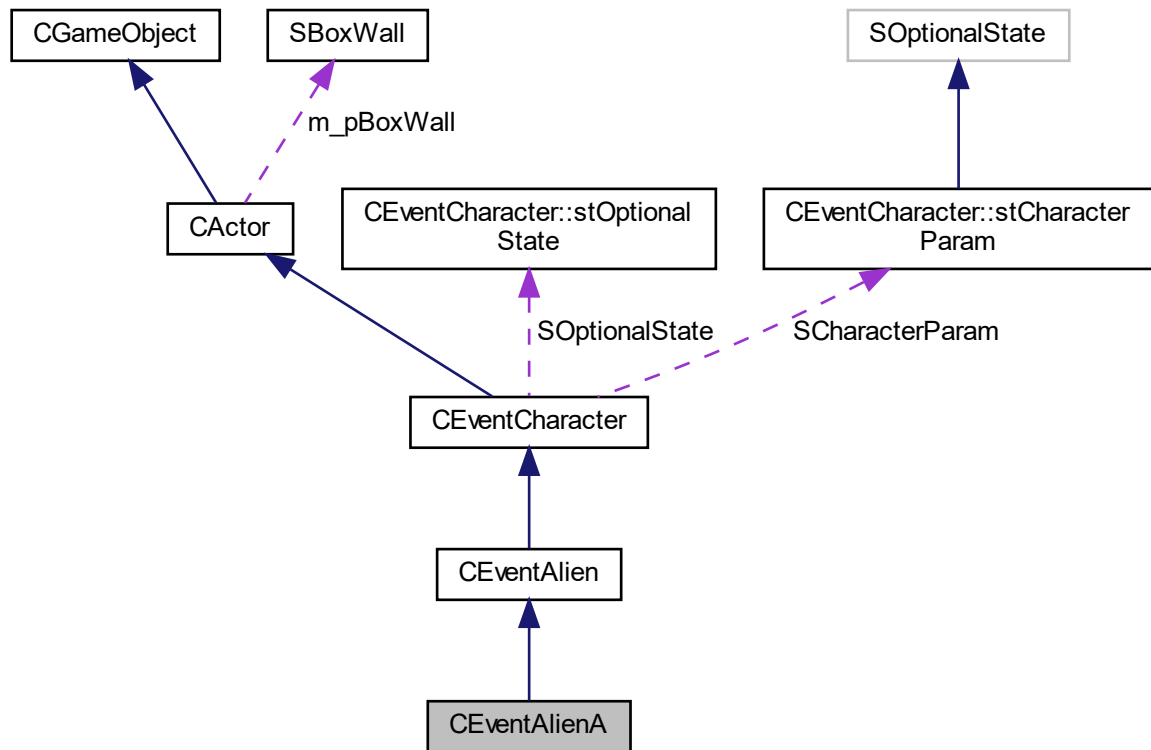 CGameObject
SBoxWall
SOptionalState
m_pBoxWall
CActor
CEventCharacter::stOptional
State
CEventCharacter::stCharacter
Param
SOptionalState
SCharacterParam
CEventCharacter
CEventAlien
CEventAlienA